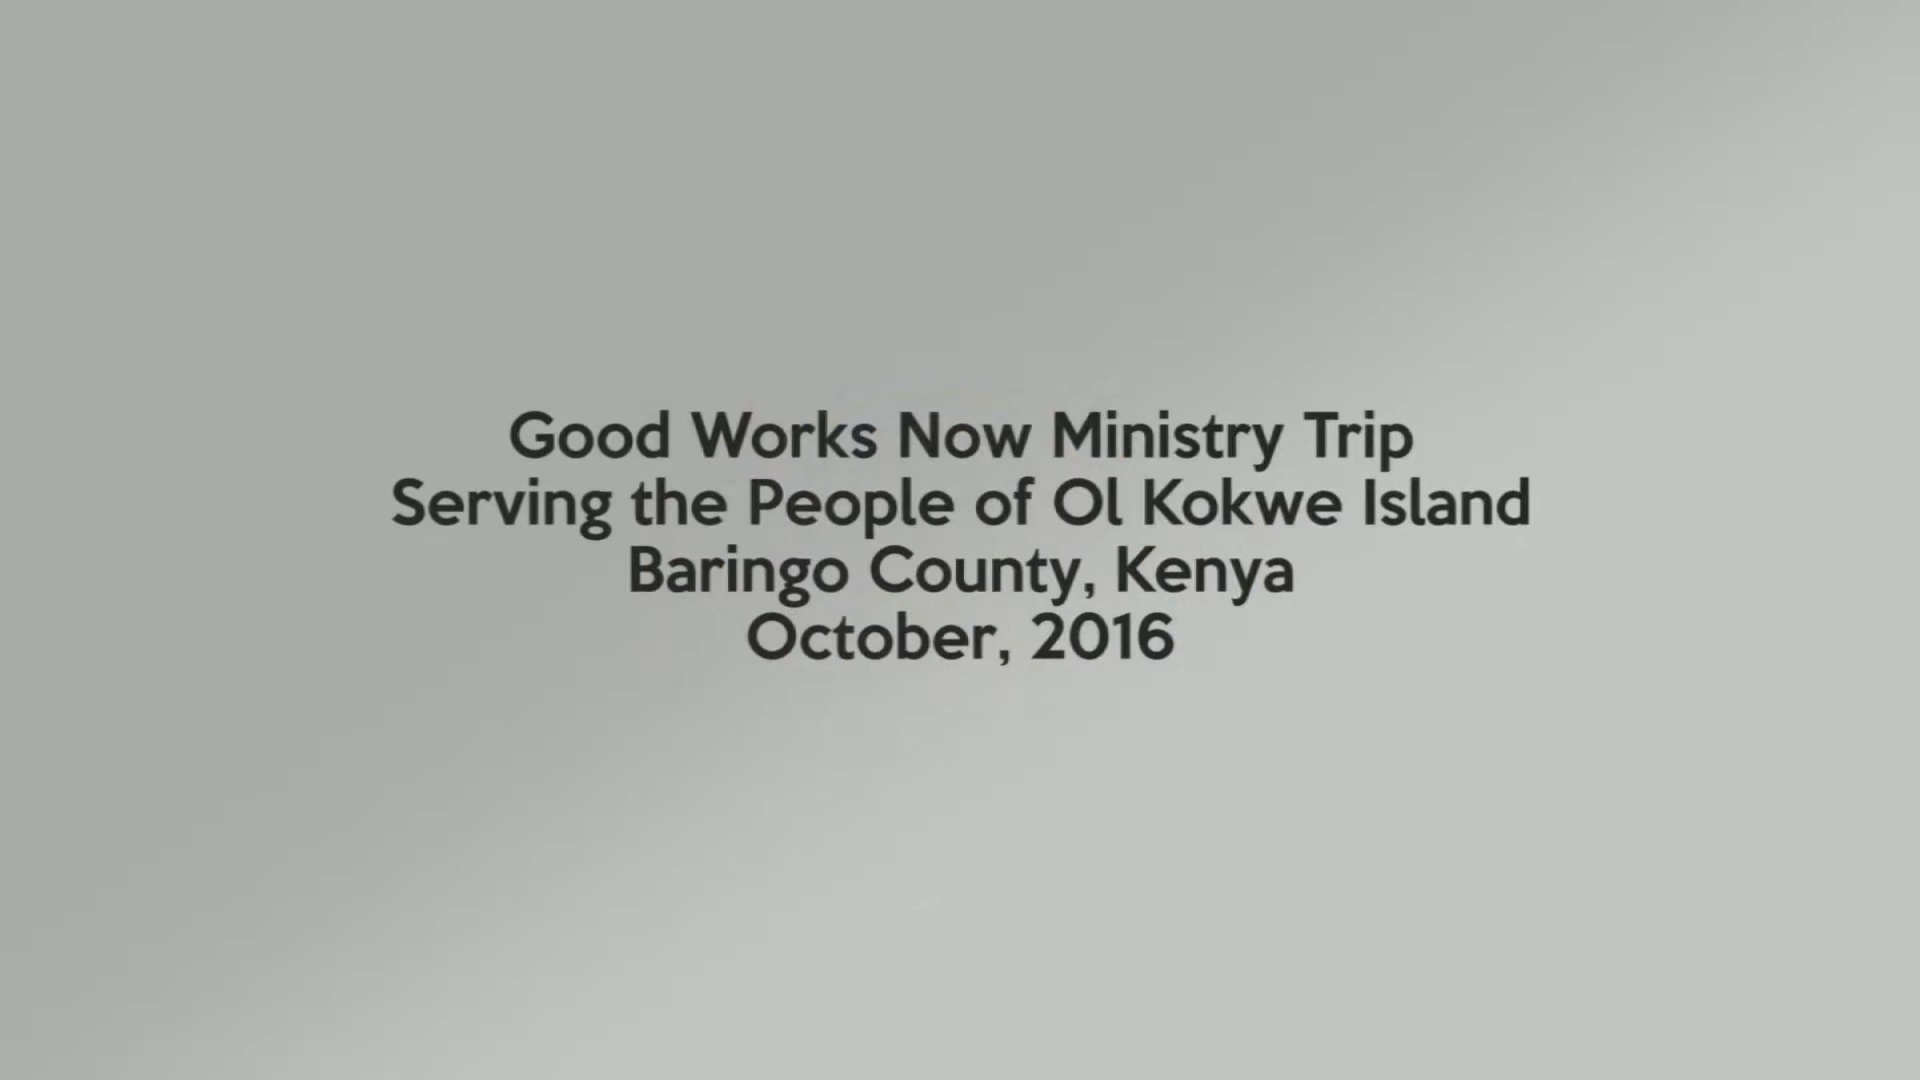 Good Works Now Ministry Trip
Serving the People of Ol Kokwe Island
Baringo County, Kenya
October, 2016